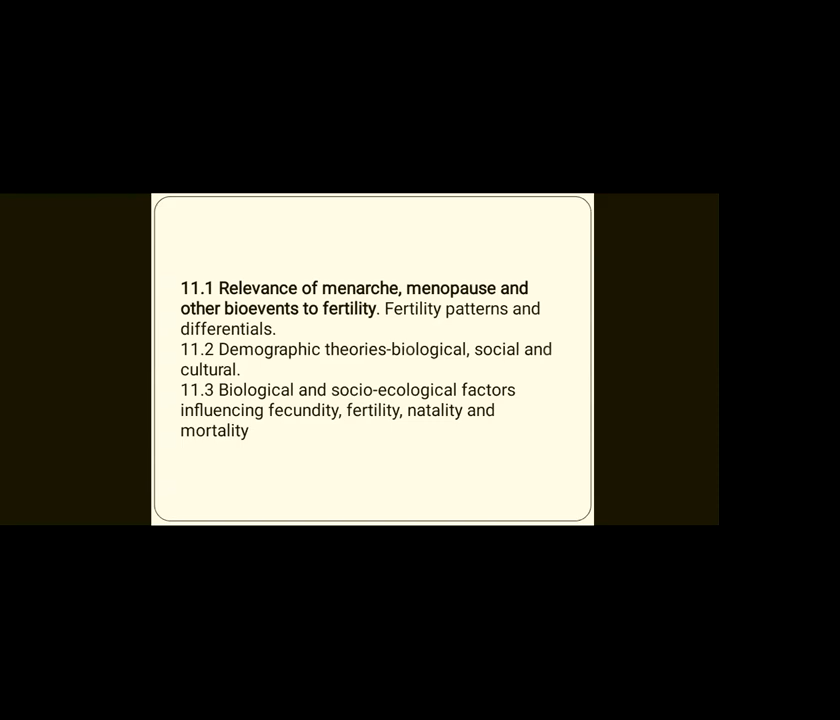 11.1 Relevance of menarche, menopause and
other bioevents to fertility. Fertility patterns and
differentials.
11.2 Demographic theories-biological, social and
cultural.
11.3 Biological and socio-ecological factors
influencing fecundity, fertility, natality and
mortality